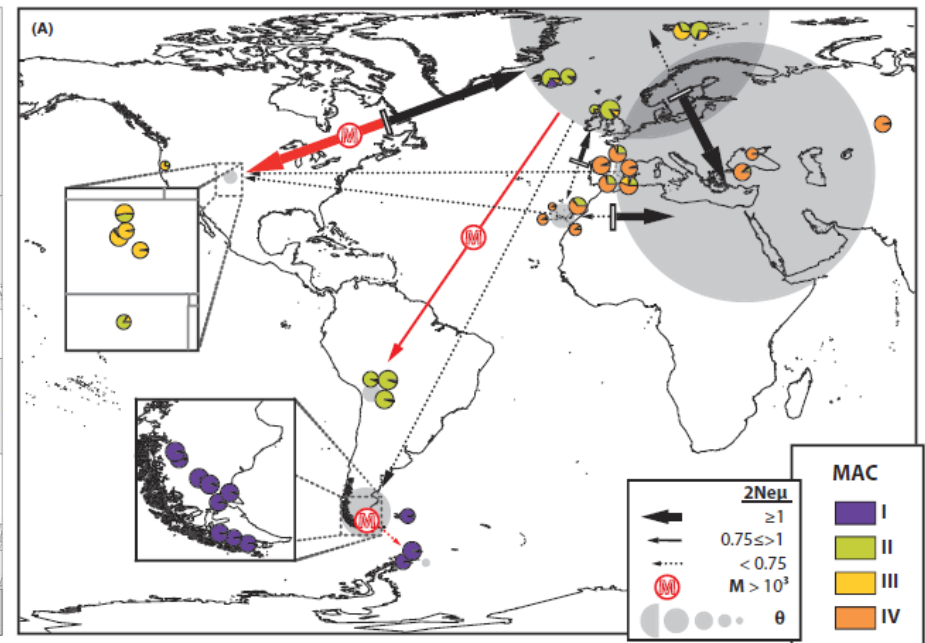 (A)
M
M
M
2Neμ
≥1
0.75≤>1
< 0.75
M
M > 10³
θ
MAC
I
II
III
IV